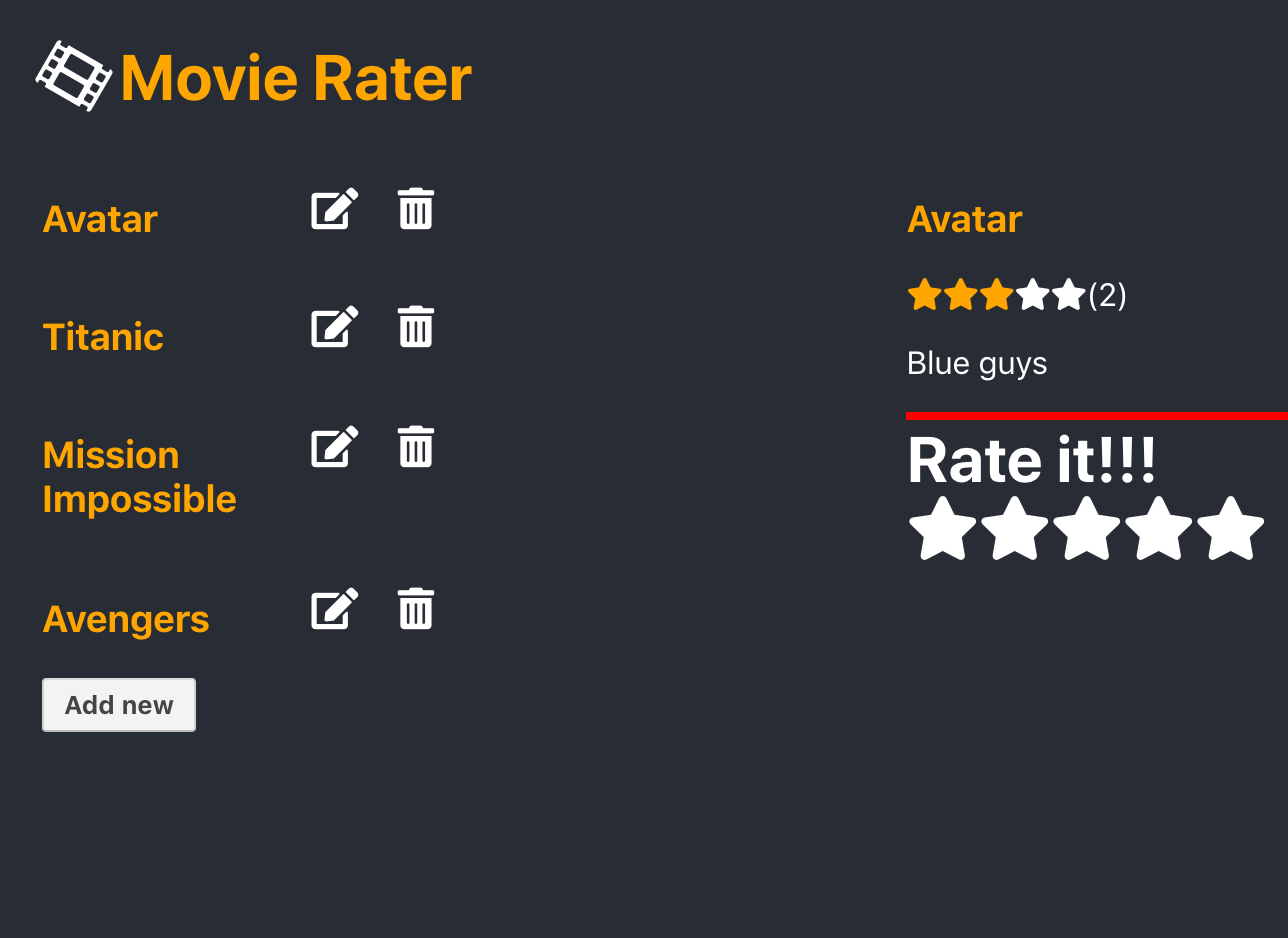 Movie Rater
Avatar
Titanic
Mission
Impossible
Avengers
Add new
Avatar
(2)
Blue guys
Rate it!!!